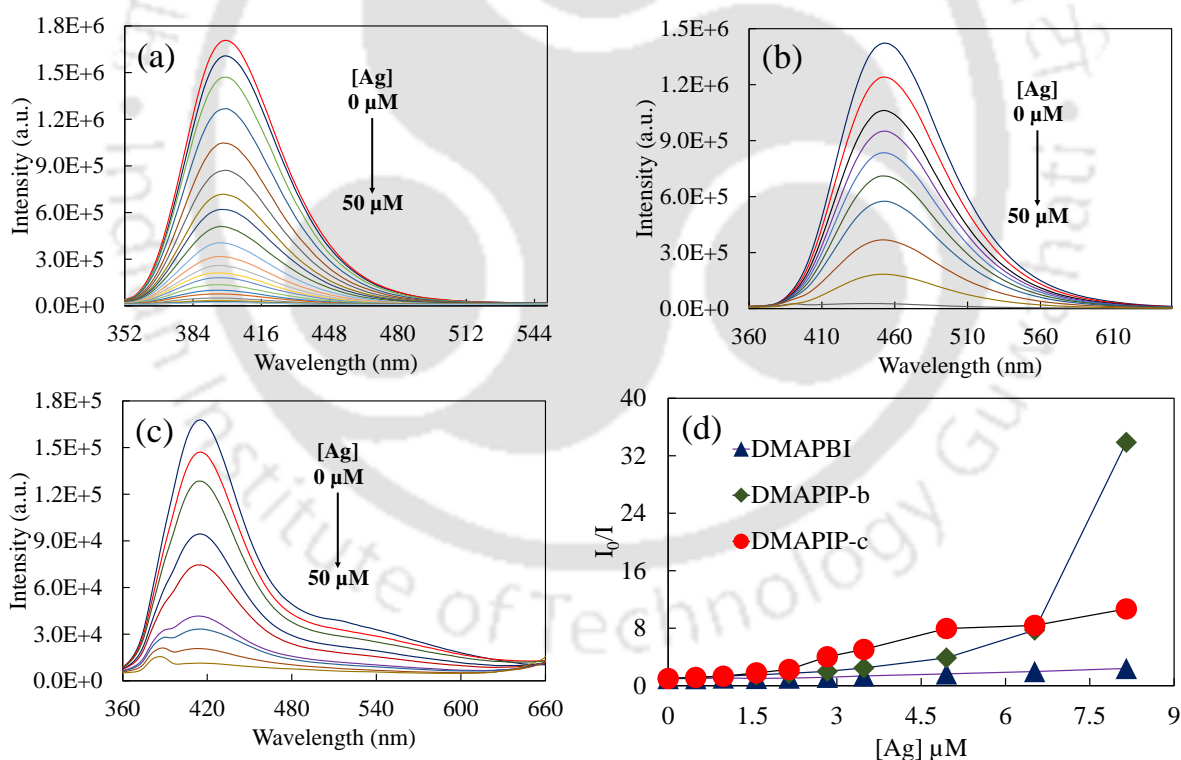 (a)
[Ag]
0 µM
50 µM
Intensity (a.u.)
1.8E+6
1.5E+6
1.2E+6
9.0E+5
6.0E+5
3.0E+5
0.0E+0
352 384 416 448 480 512 544
Wavelength (nm)
(b)
[Ag]
0 µM
50 µM
Intensity (a.u.)
1.5E+6
1.2E+6
9.0E+5
6.0E+5
3.0E+5
0.0E+0
360 410 460 510 560 610
Wavelength (nm)
(c)
[Ag]
0 µM
50 µM
Intensity (a.u.)
1.8E+5
1.5E+5
1.2E+5
9.0E+4
6.0E+4
3.0E+4
0.0E+0
360 420 480 540 600 660
Wavelength (nm)
(d)
DMAPBI
DMAPIP-b
DMAPIP-c
I0/I
40
32
24
16
8
0
0 1.5 3 4.5 6 7.5 9
[Ag] µM
Institute of Technology Guwahati